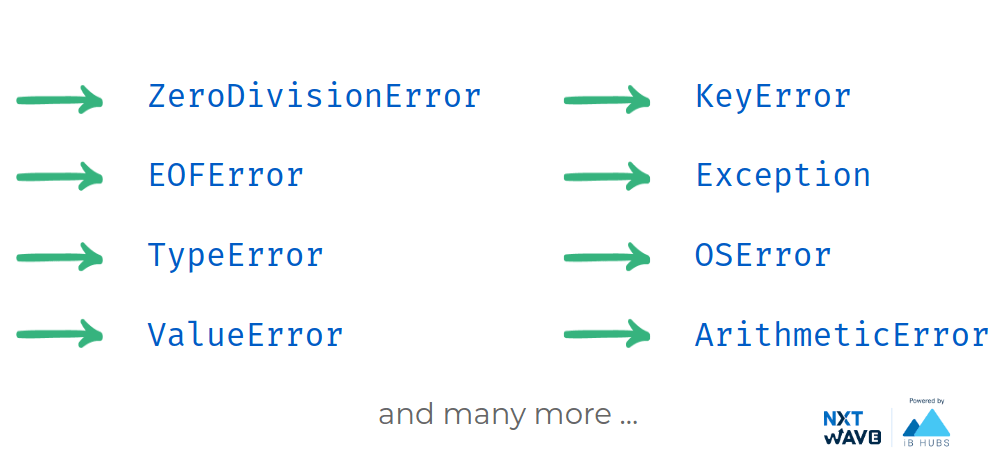 ZeroDivisionError
EOFError
TypeError
ValueError
KeyError
Exception
OSError
ArithmeticError
and many more ...
NXT
WAVE
Powered by
iB HUBS